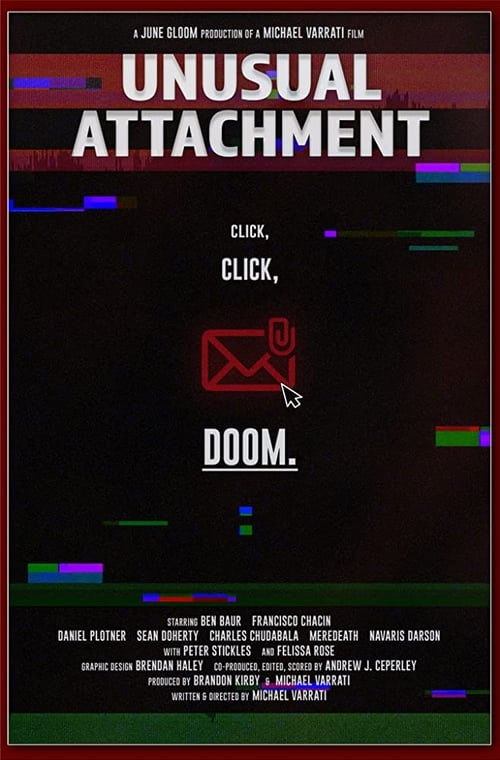 A JUNE GLOOM PRODUCTION OF A MICHAEL VARRATI FILM
UNUSUAL
ATTACHMENT
CLICK,
CLICK,
DOOM.
STARRING BEN BAUR FRANCISCO CHACIN
DANIEL PLOTNER SEAN DOHERTY CHARLES CHUDABALA MEREDEATH NAVARIS DARSON
WITH PETER STICKLES AND FELISSA ROSE
GRAPHIC DESIGN BRENDAN HALEY CO-PRODUCED, EDITED, SCORED BY ANDREW J. CEPERLEY
PRODUCED BY BRANDON KIRBY & MICHAEL VARRATI
WRITTEN & DIRECTED BY MICHAEL VARRATI